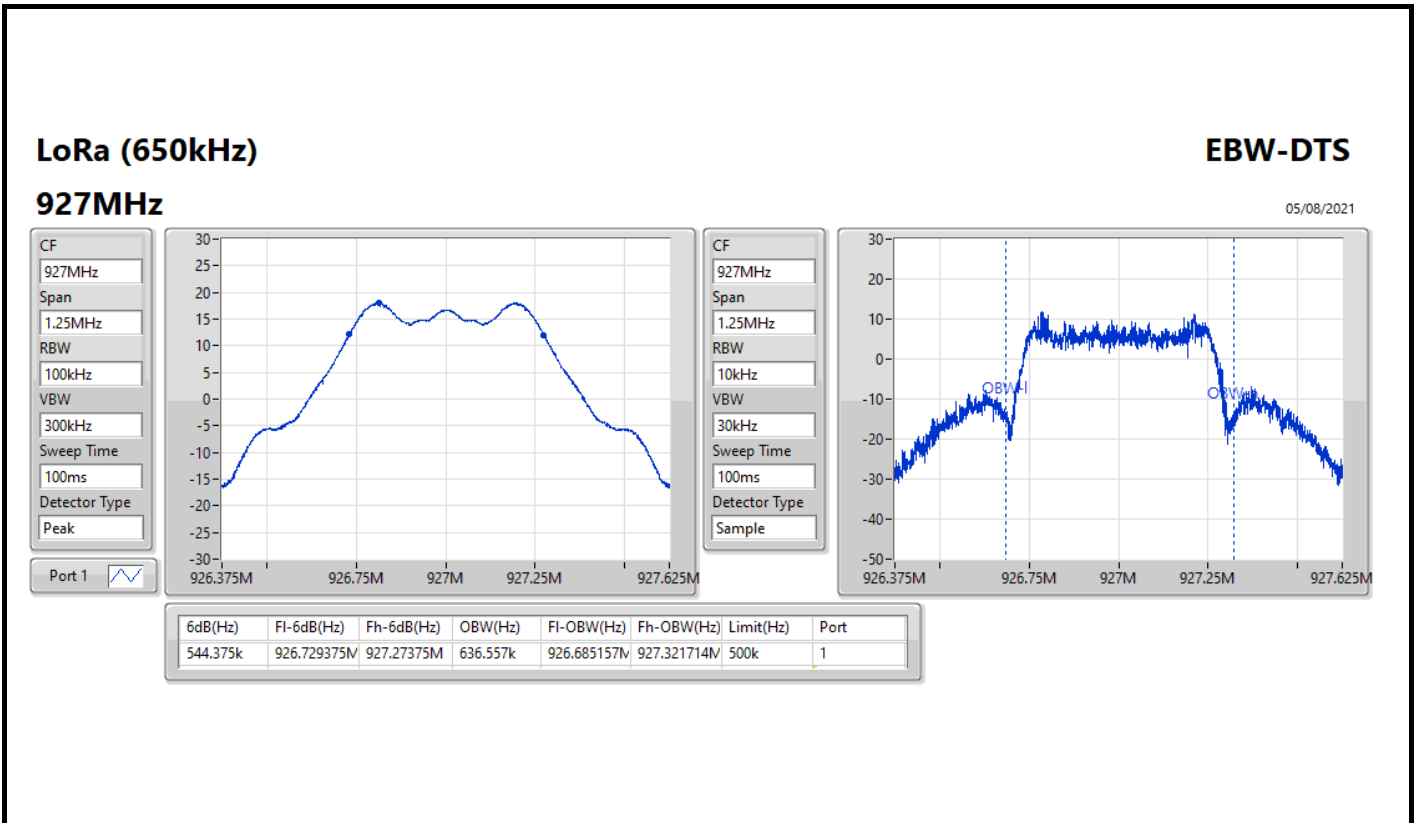 LoRa (650kHz)
EBW-DTS
927MHz
05/08/2021
CF
927MHz
Span
1.25MHz
RBW
100kHz
VBW
300kHz
Sweep Time
100ms
Detector Type
Peak
Port 1
30
25
20
15
10
5
0
-5
-10
-15
-20
-25
-30
926.375M 926.75M 927M 927.25M 927.625M
CF
927MHz
Span
1.25MHz
RBW
10kHz
VBW
30kHz
Sweep Time
100ms
Detector Type
Sample
30
20
10
0
-10
-20
-30
-40
-50
OBW-l
926.375M 926.75M 927M 927.25M 927.625M
6dB(Hz) Fl-6dB(Hz) Fh-6dB(Hz) OBW(Hz) Fl-OBW(Hz) Fh-OBW(Hz) Limit(Hz) Port
544.375k 926.729375M 927.27375M 636.557k 926.685157M 927.321714M 500k 1